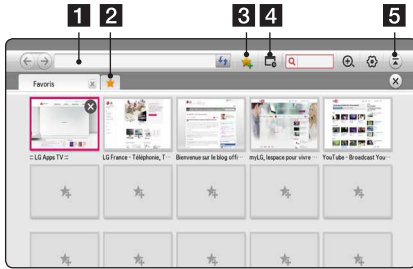 1 2 3 4 5
Favoris
:: LG Apps TV ::
LG France - Téléphonie, T···
Bienvenue sur le blog offi···
myLG, lespace pour vivre ···
YouTube - Broadcast You···